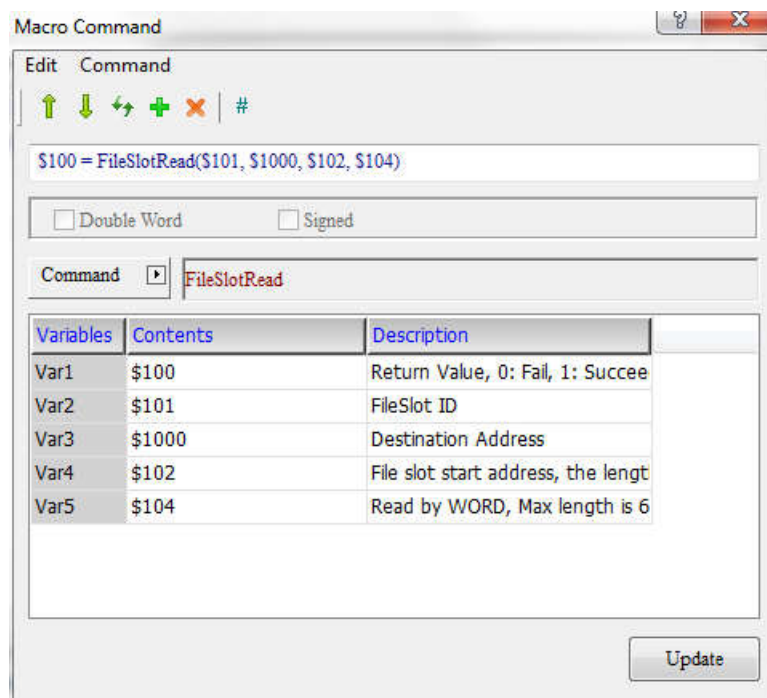 Macro Command
?
Edit Command
#
$100 = FileSlotRead($101, $1000, $102, $104)
Double Word Signed
Command FileSlotRead
Variables Contents Description
Var1 $100 Return Value, 0: Fail, 1: Succee
Var2 $101 FileSlot ID
Var3 $1000 Destination Address
Var4 $102 File slot start address, the lengt
Var5 $104 Read by WORD, Max length is 6
Update